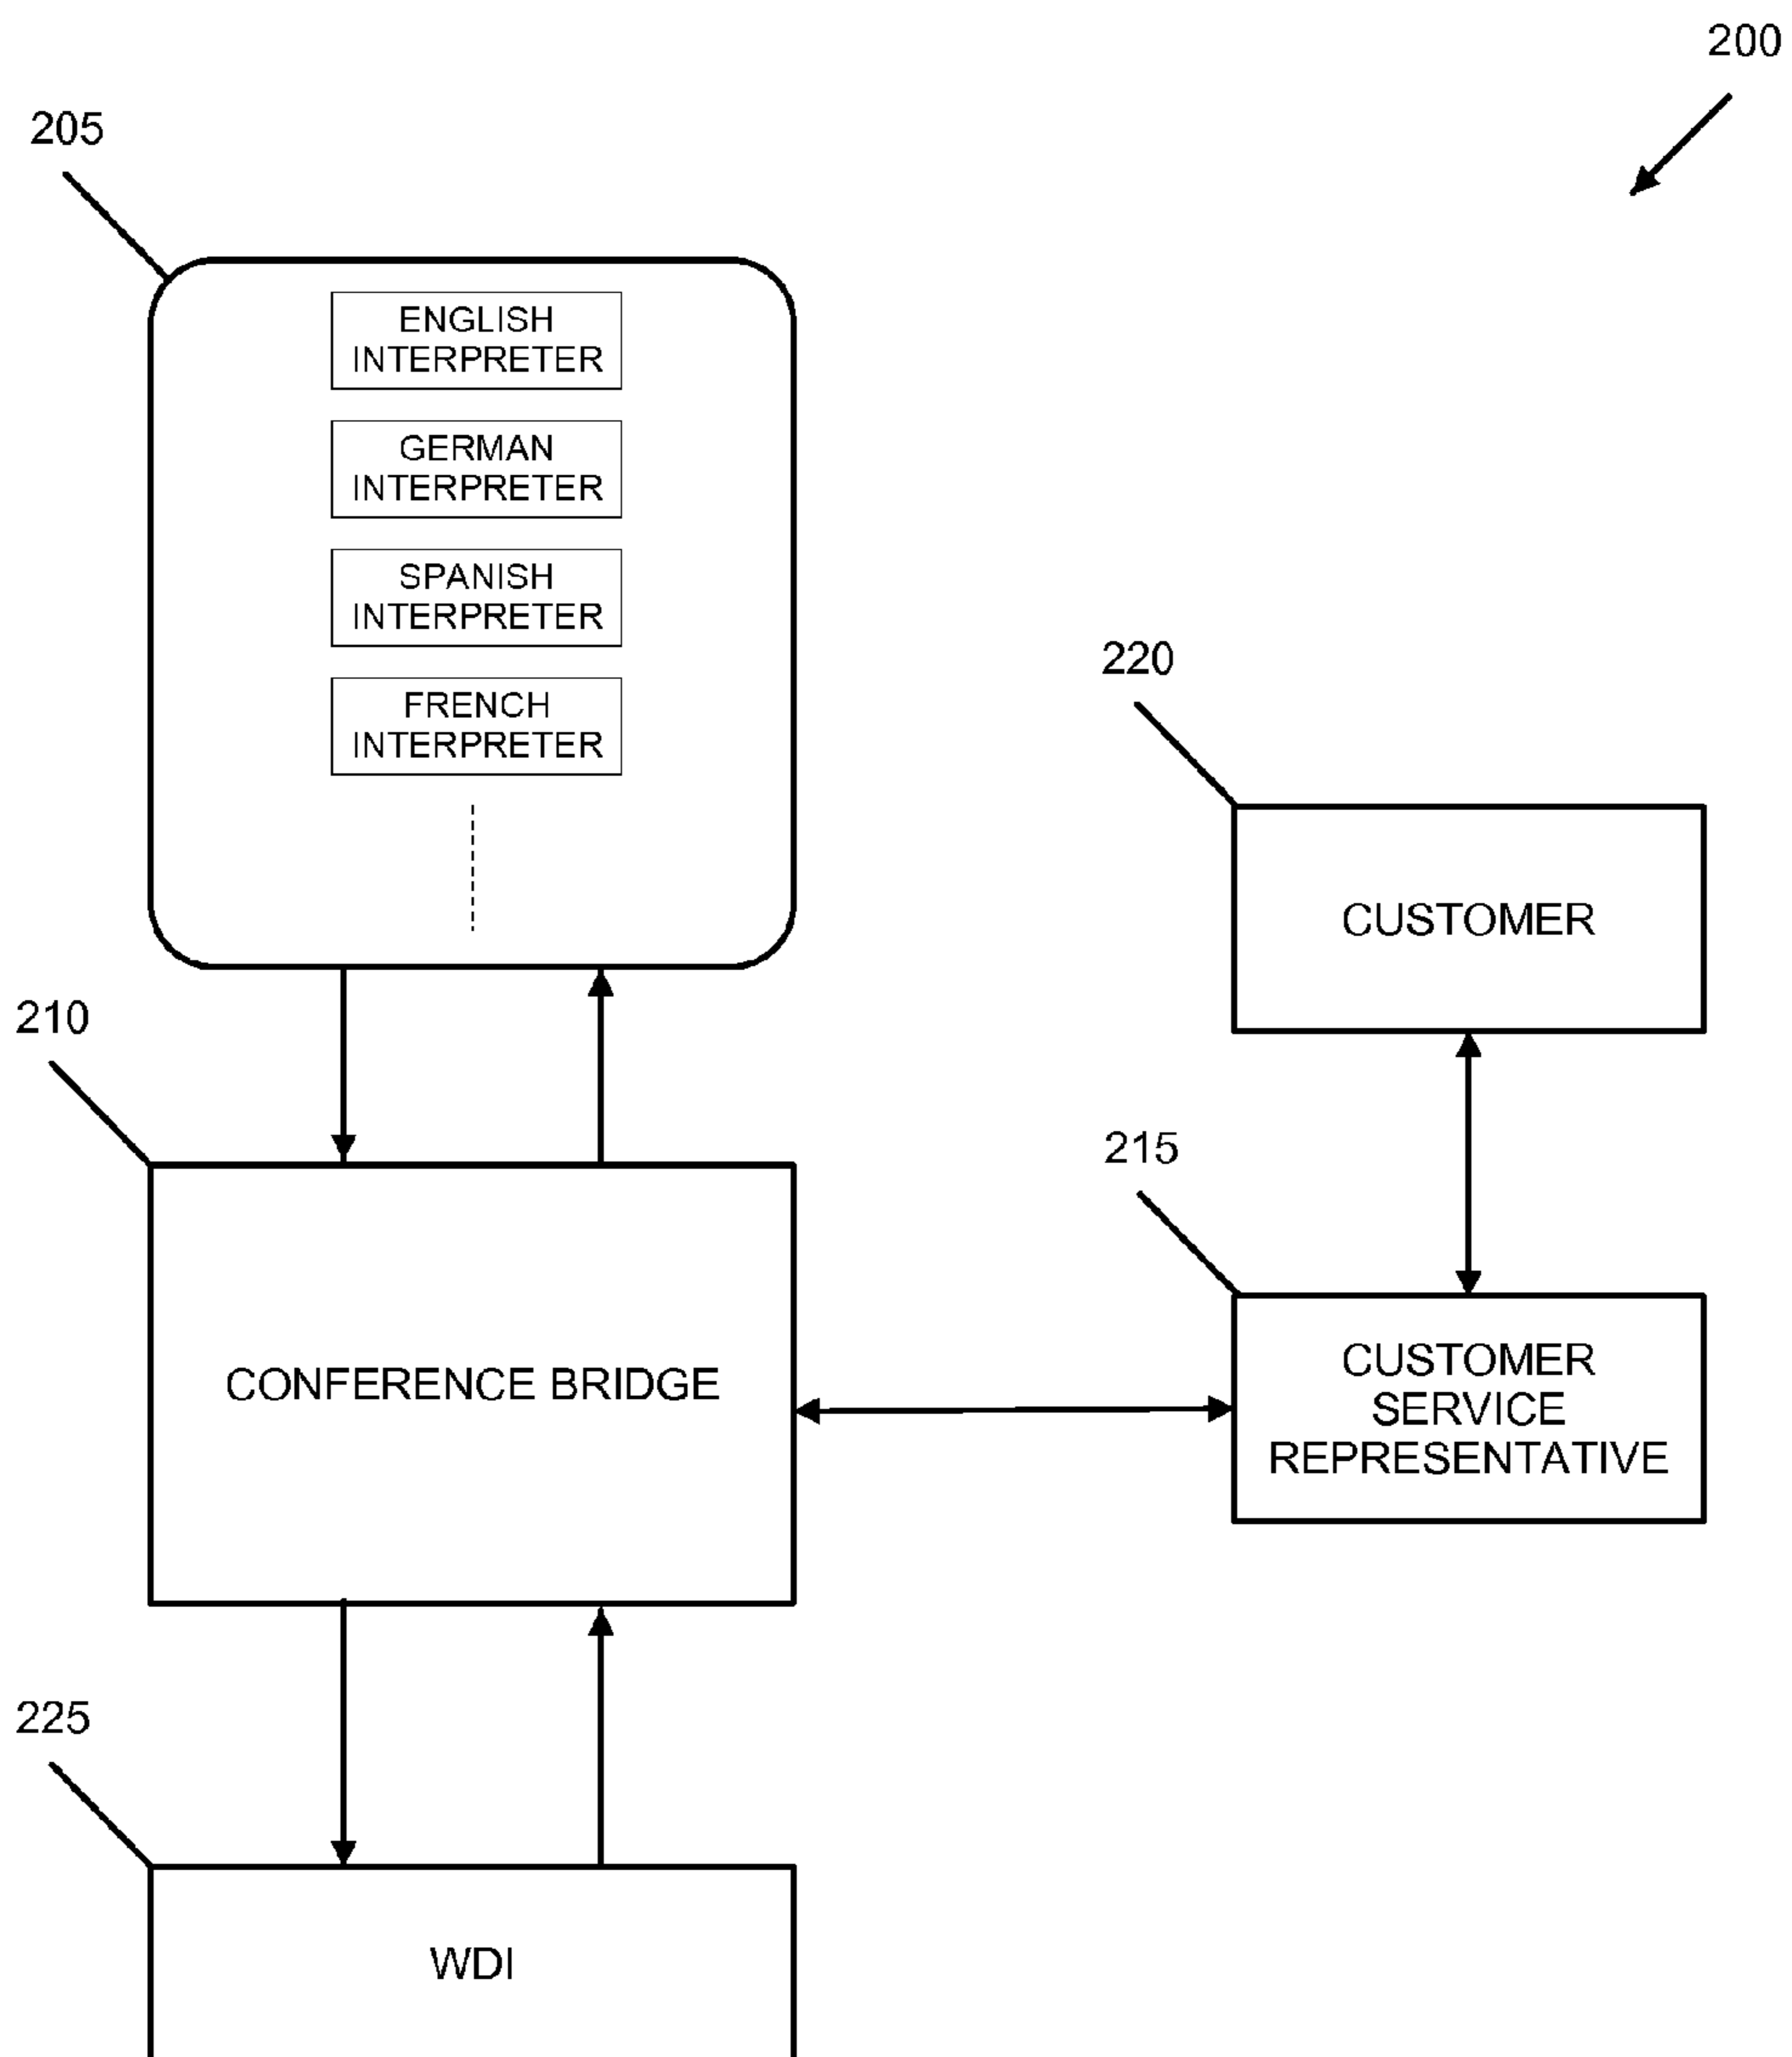 200
205
ENGLISH
INTERPRETER
GERMAN
INTERPRETER
SPANISH
INTERPRETER
FRENCH
INTERPRETER
220
CUSTOMER
210
CONFERENCE BRIDGE
215
CUSTOMER
SERVICE
REPRESENTATIVE
225
WDI